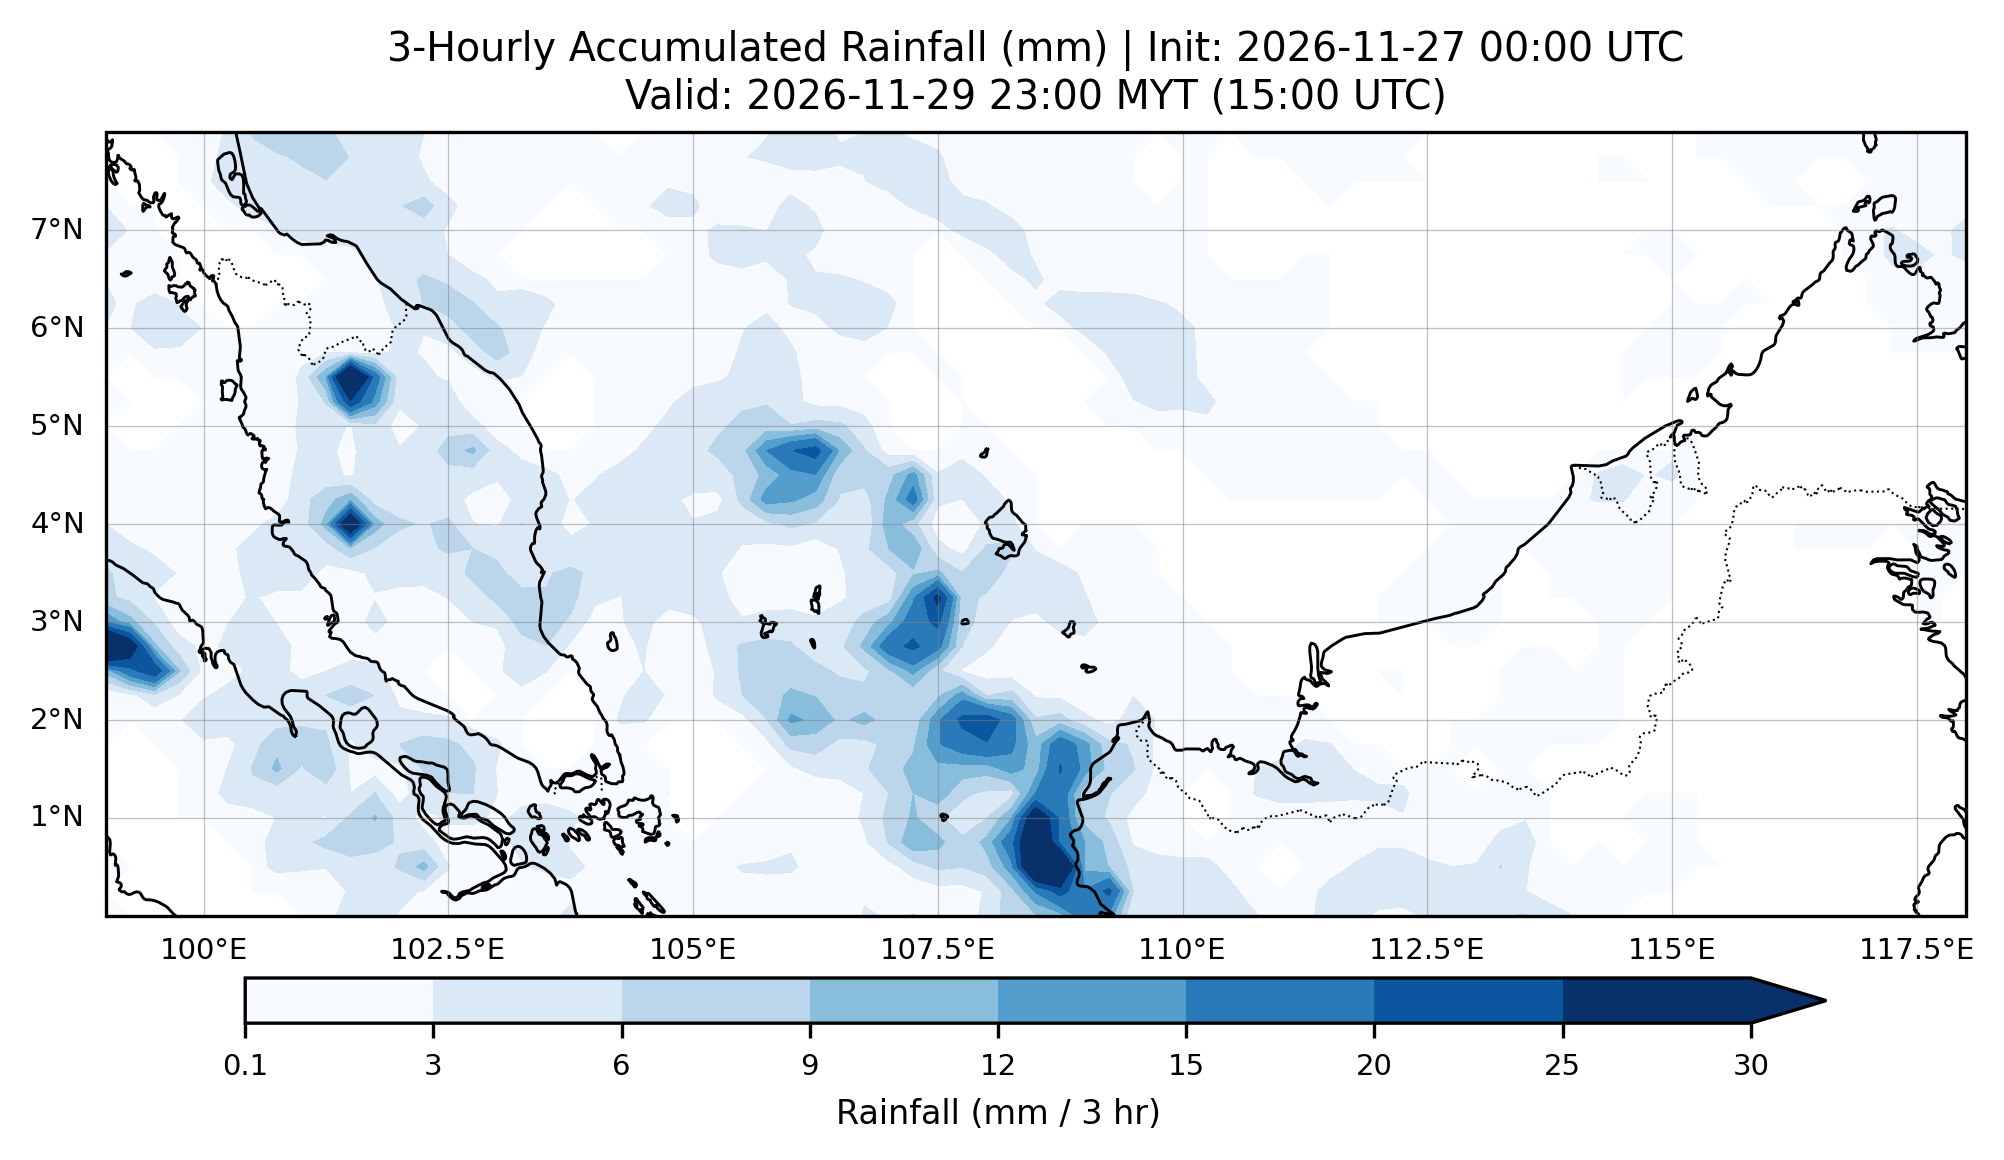 3-Hourly Accumulated Rainfall (mm) | Init: 2026-11-27 00:00 UTC
Valid: 2026-11-29 23:00 MYT (15:00 UTC)
7°N
6°N
5°N
4°N
3°N
2°N
1°N
100°E 102.5°E 105°E 107.5°E 110°E 112.5°E 115°E 117.5°E
0.1 3 6 9 12 15 20 25 30
Rainfall (mm / 3 hr)